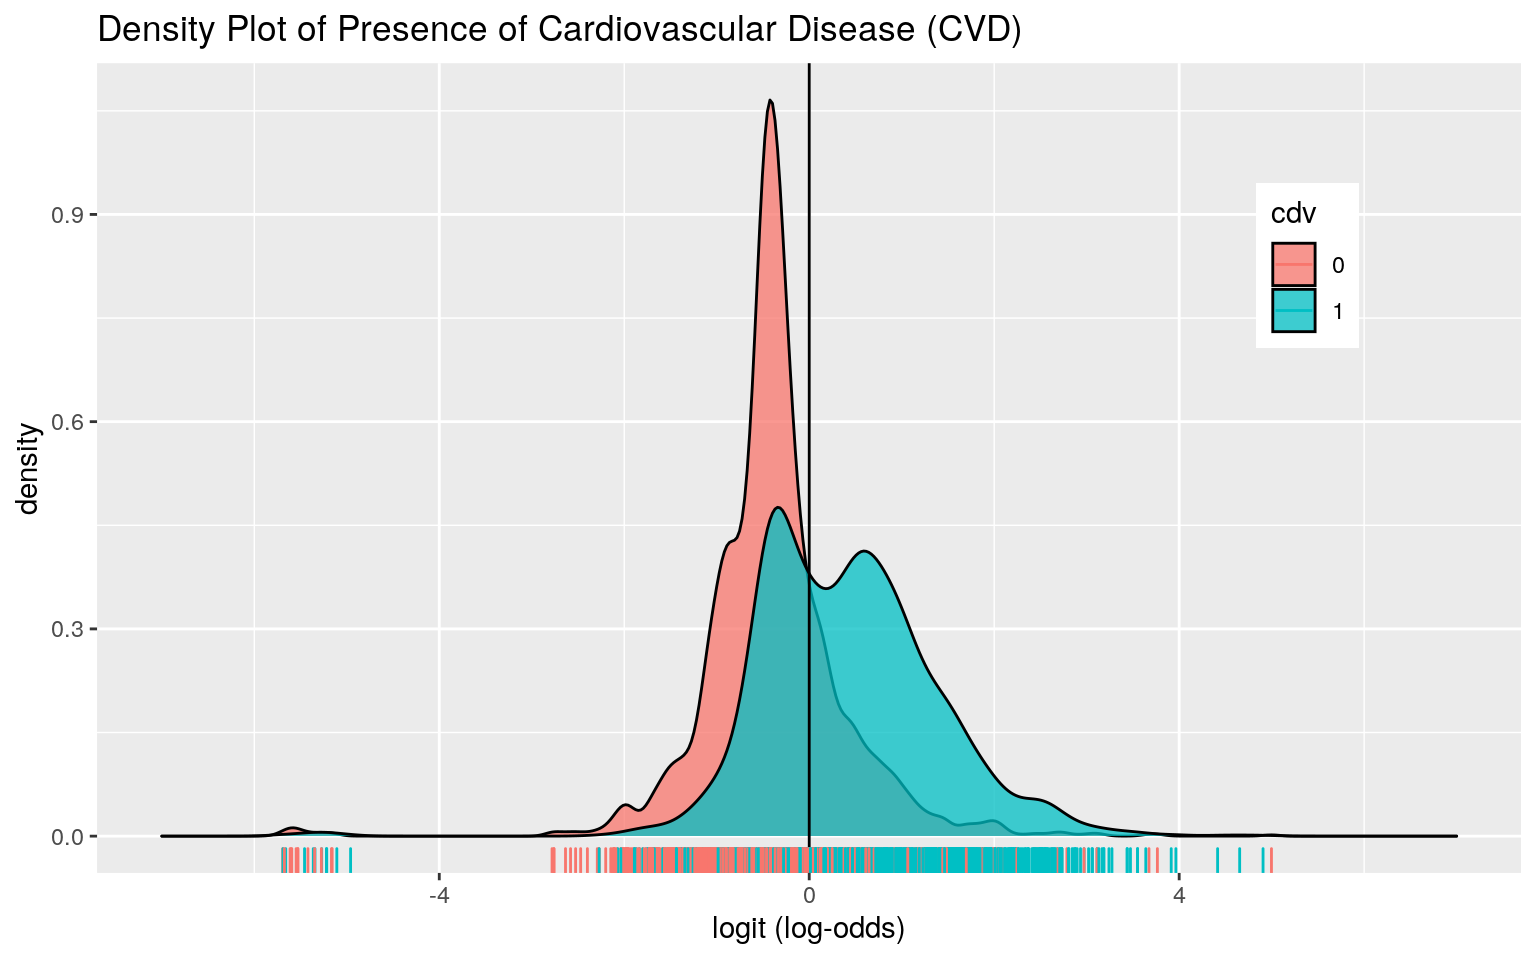 Density Plot of Presence of Cardiovascular Disease (CVD)
density
0.9
0.6
0.3
0.0
cdv
0
1
-4
0
4
logit (log-odds)